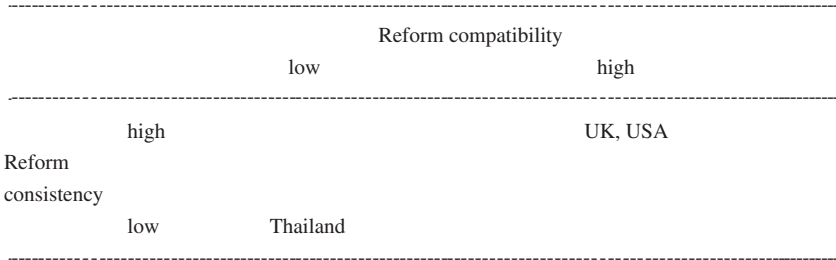 Reform compatibility
low high
high UK, USA
Reform
consistency
low Thailand